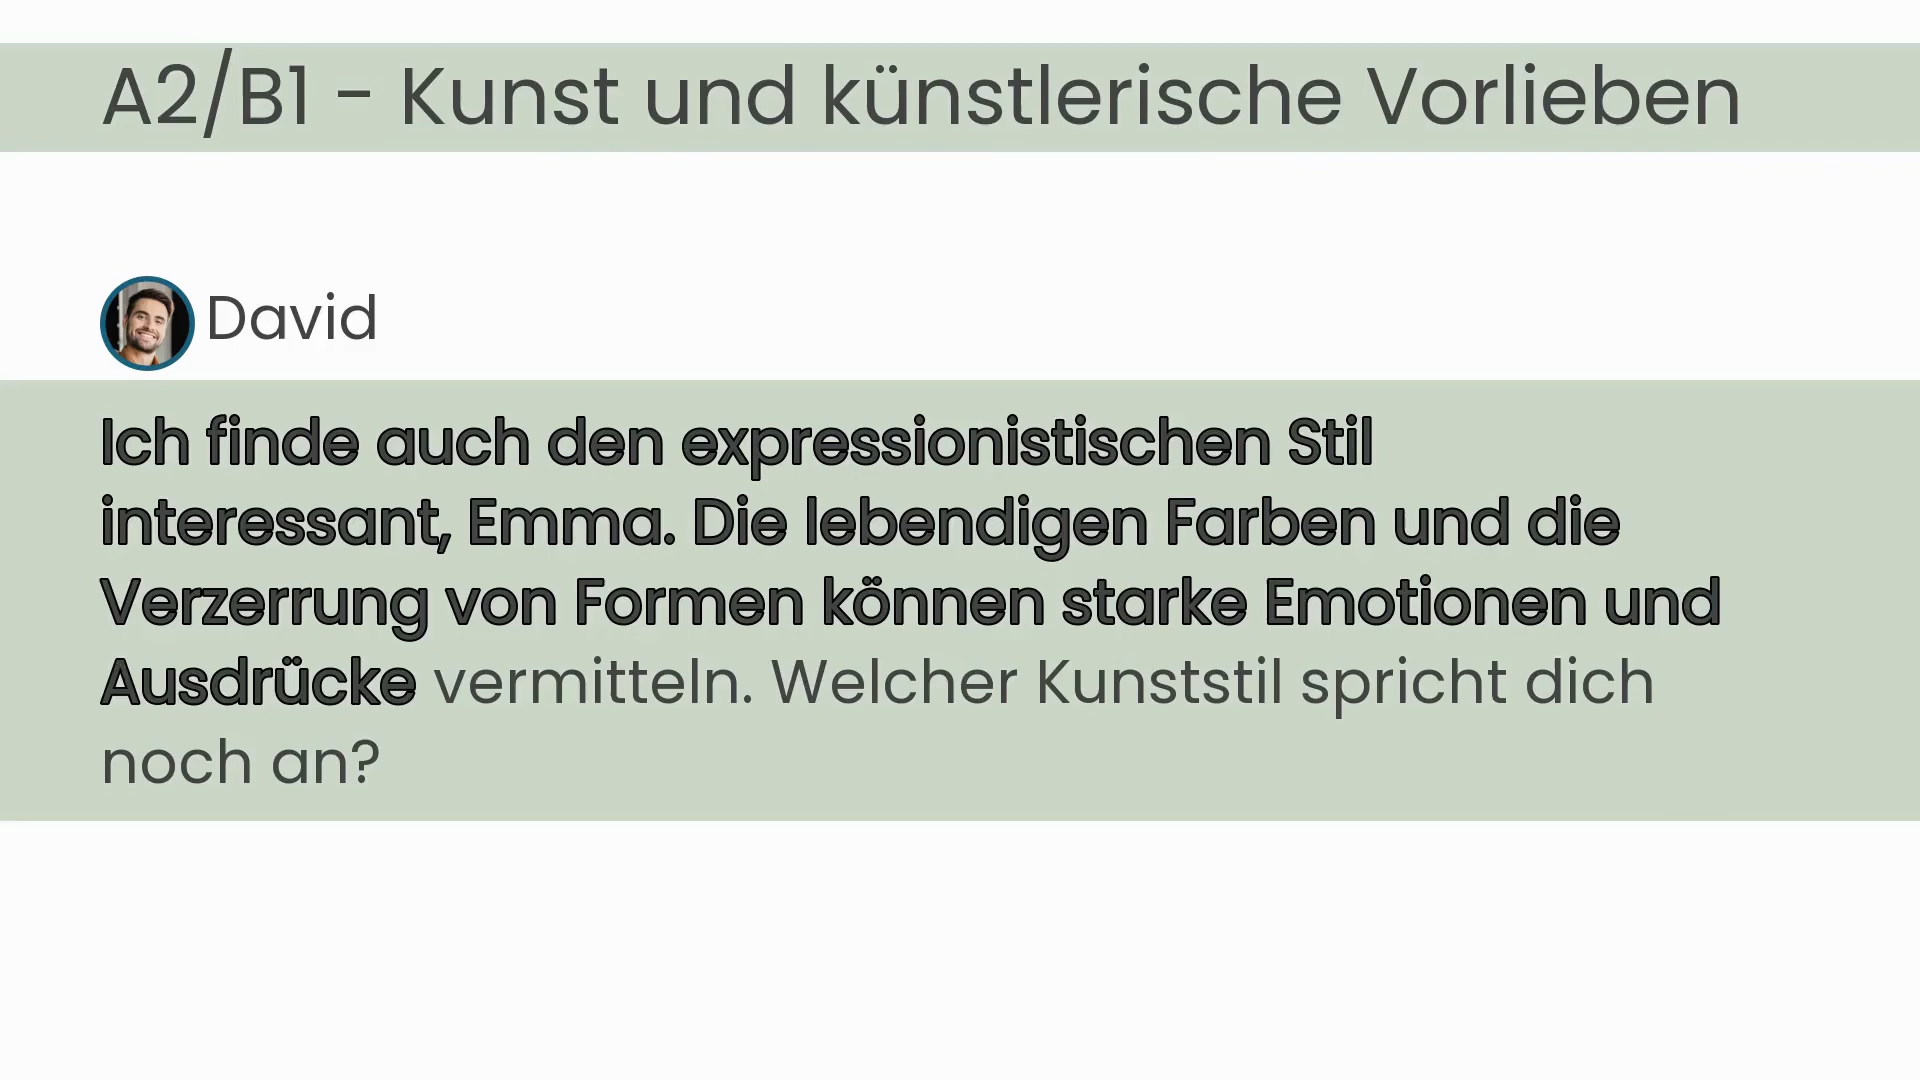 A2/B1 - Kunst und künstlerische Vorlieben
David
Ich finde auch den expressionistischen Stil
interessant, Emma. Die lebendigen Farben und die
Verzerrung von Formen können starke Emotionen und
Ausdrücke vermitteln. Welcher Kunststil spricht dich
noch an?